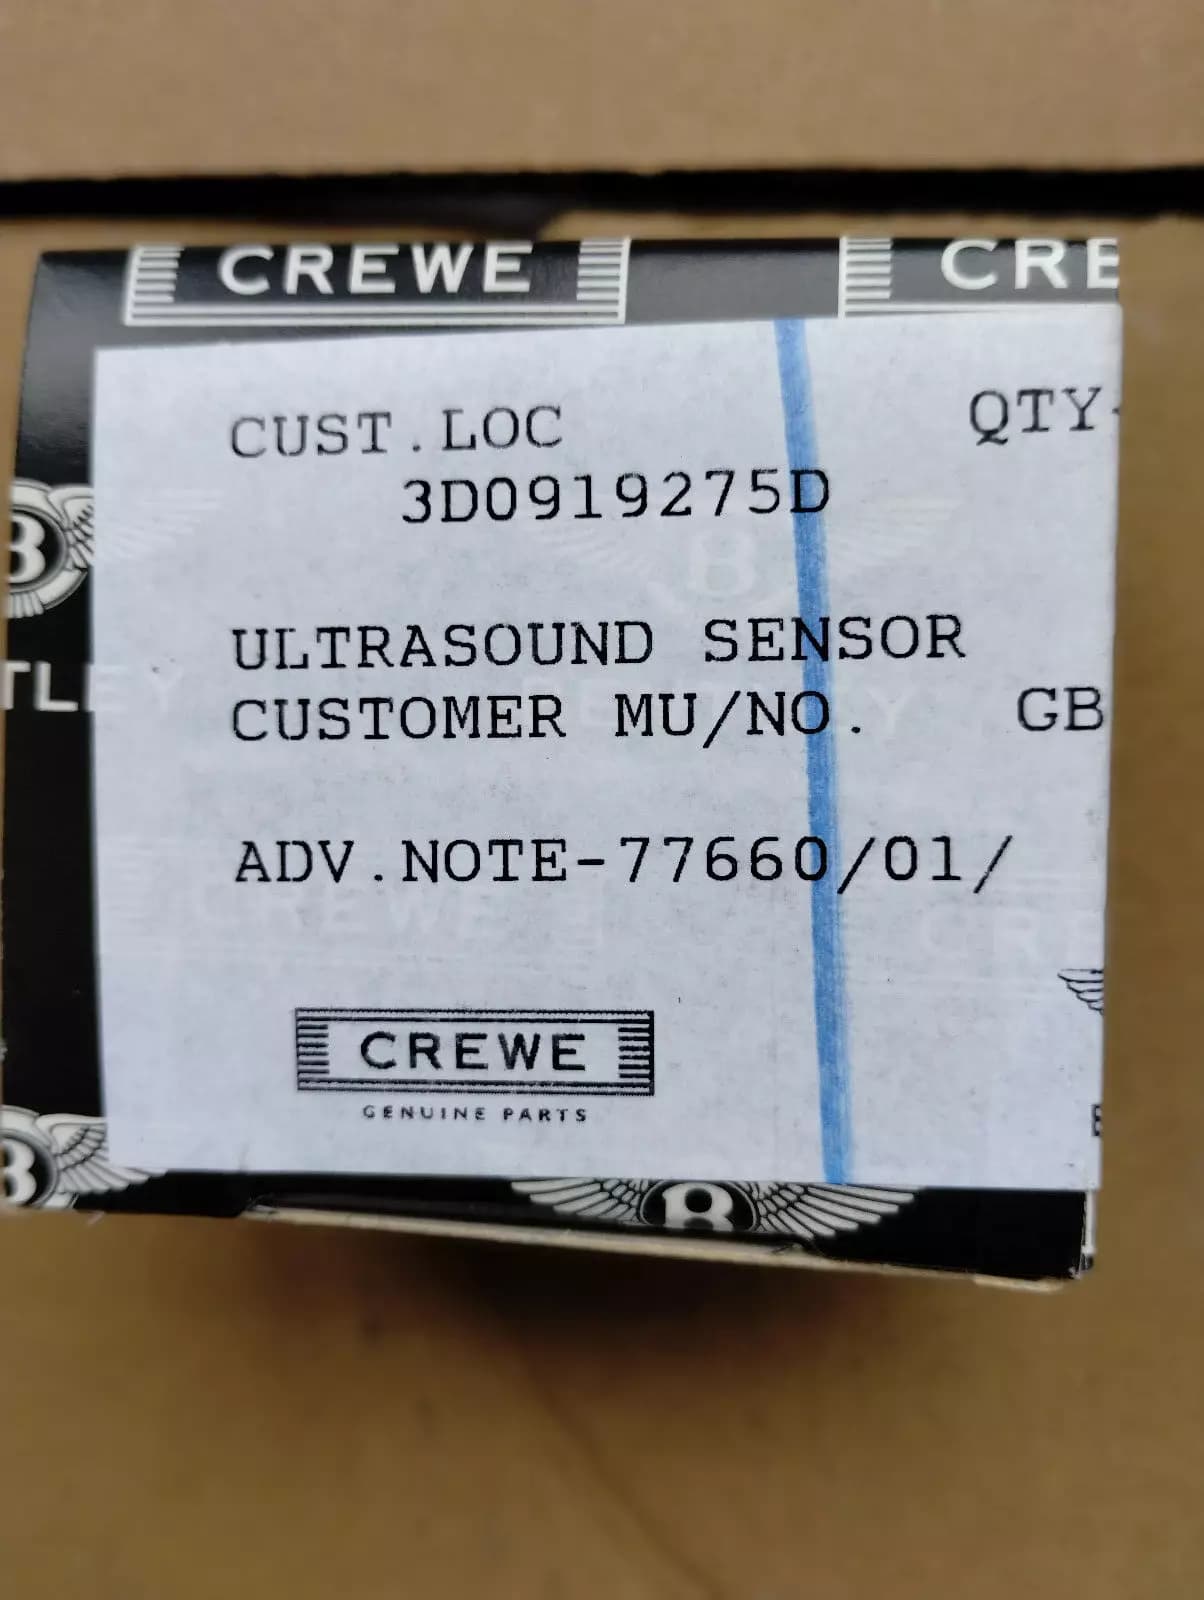 CREWE CRE
CUST.LOC QTY
3D0919275D
ULTRASOUND SENSOR
CUSTOMER MU/NO. GB
ADV.NOTE-77660/01/
CREWE
GENUINE PARTS
B
TLEY
B
B